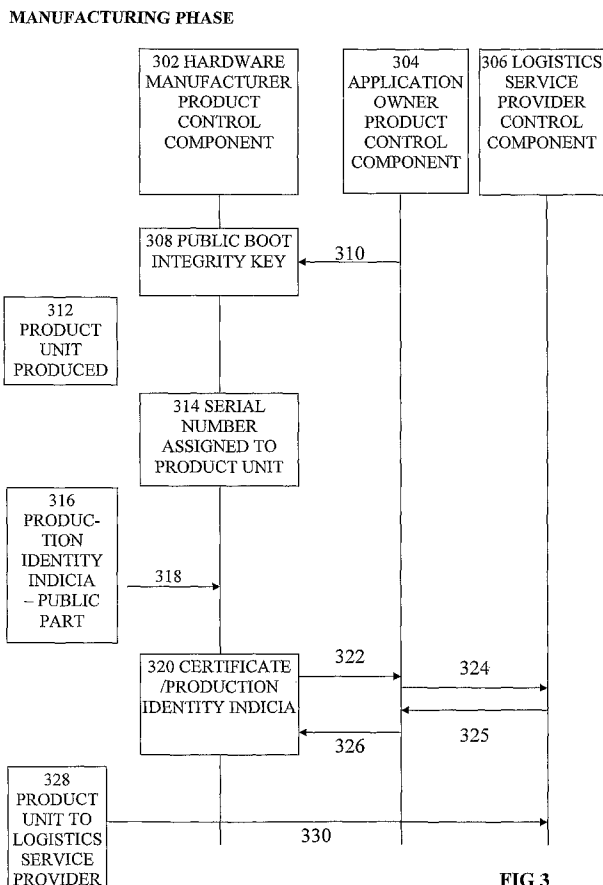 MANUFACTURING PHASE
302 HARDWARE
MANUFACTURER
PRODUCT
CONTROL
COMPONENT
304
APPLICATION
OWNER
PRODUCT
CONTROL
COMPONENT
306 LOGISTICS
SERVICE
PROVIDER
CONTROL
COMPONENT
308 PUBLIC BOOT
INTEGRITY KEY
310
312
PRODUCT
UNIT
PRODUCED
314 SERIAL
NUMBER
ASSIGNED TO
PRODUCT UNIT
316
PRODUC-
TION
IDENTITY
INDICIA
– PUBLIC
PART
318
320 CERTIFICATE
/PRODUCTION
IDENTITY INDICIA
322
324
325
326
328
PRODUCT
UNIT TO
LOGISTICS
SERVICE
PROVIDER
330
FIG 3